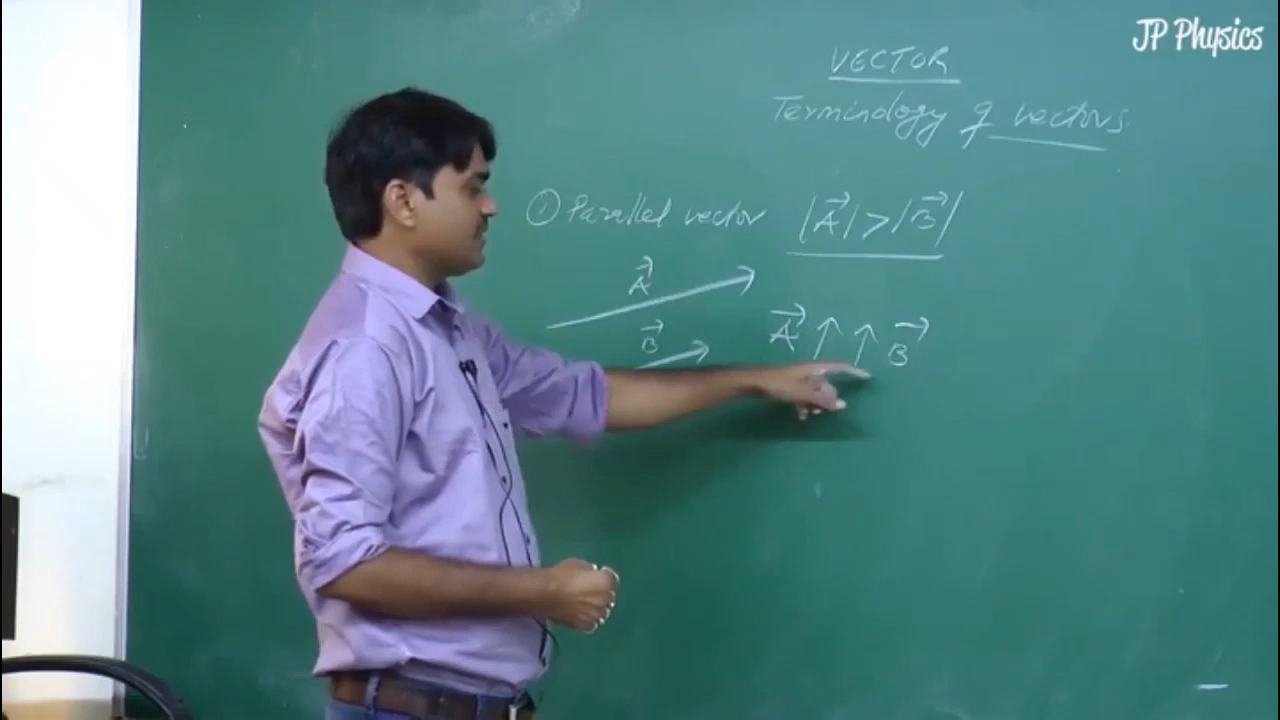 JP Physics
VECTOR
Terminology of vectors
① Parallel vector |A⃗| > |B⃗|
A⃗
B⃗
A⃗ ↑ ↑ B⃗